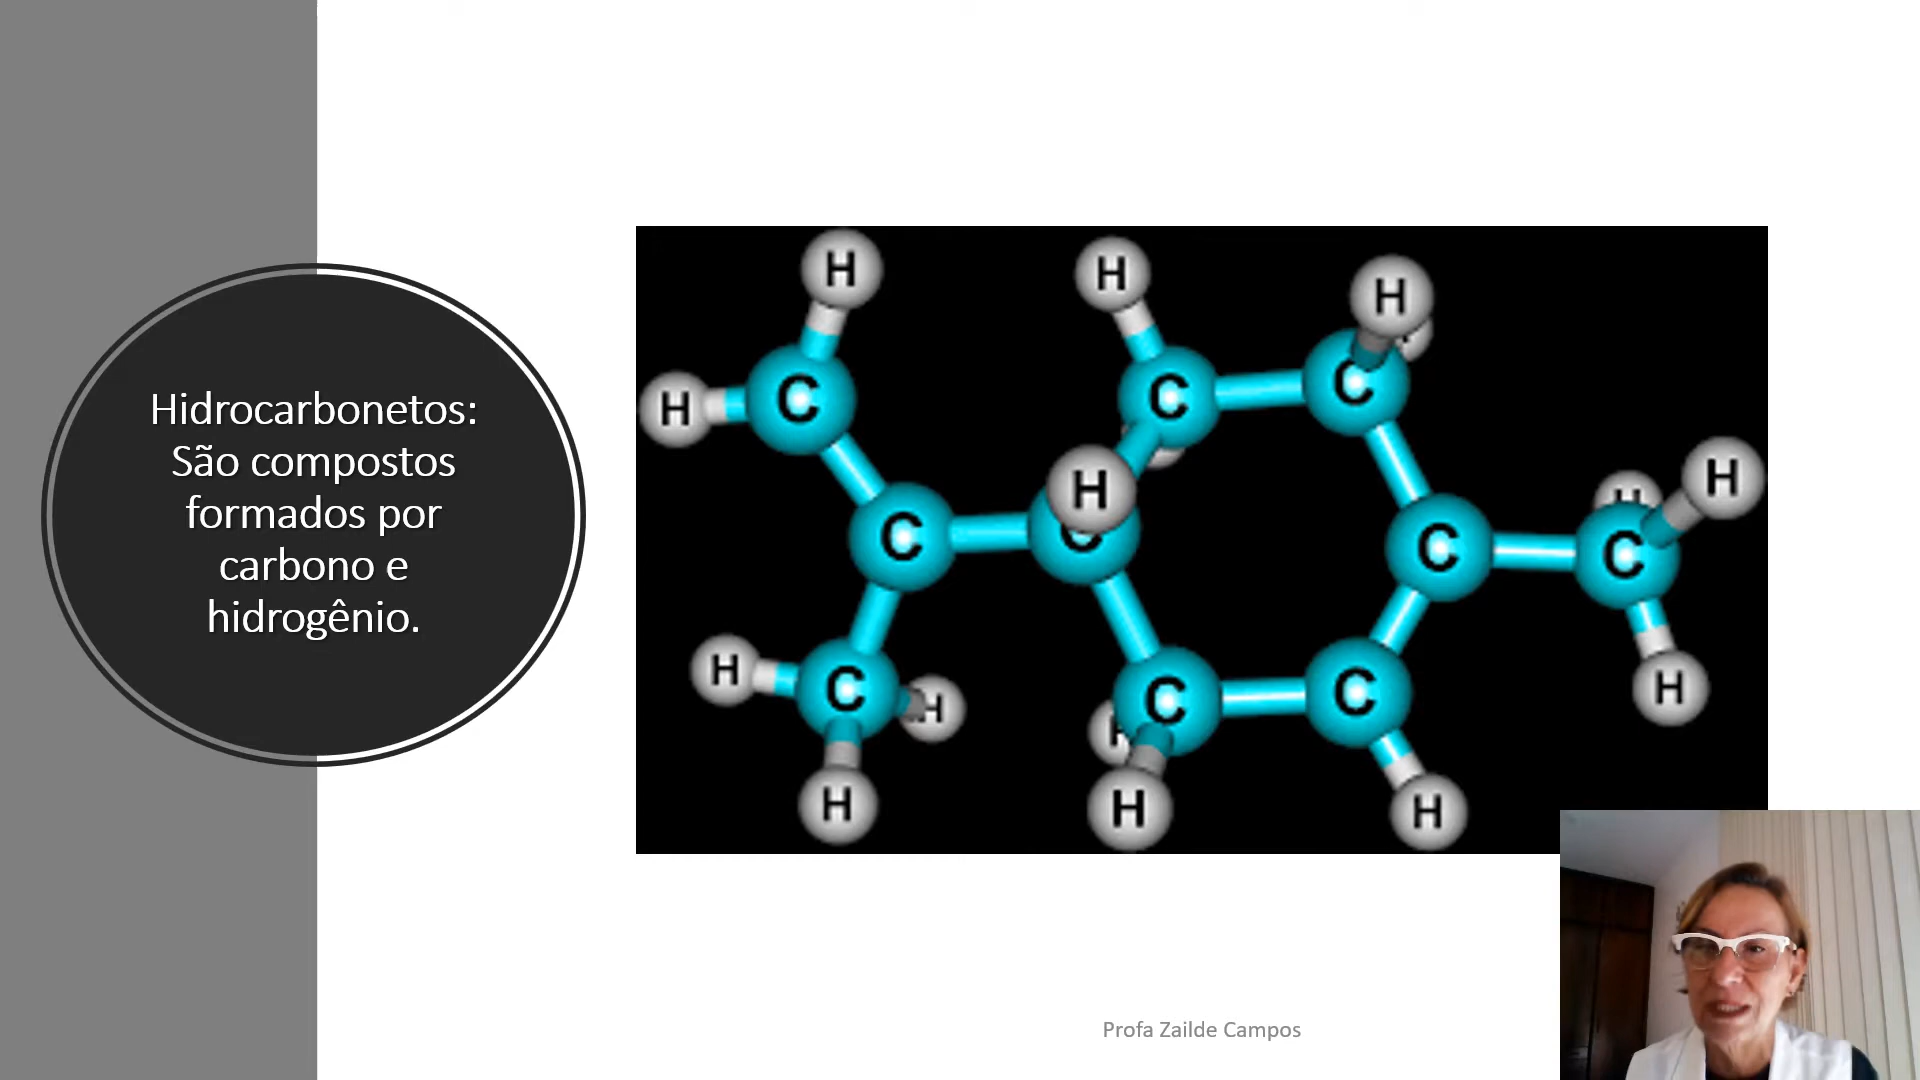 Hidrocarbonetos:
São compostos
formados por
carbono e
hidrogênio.
H
H
H
H
C
C
C
C
H
H
H
C
C
C
C
C
H
C
C
C
H
H
H
H
H
H
H
Profa Zailde Campos